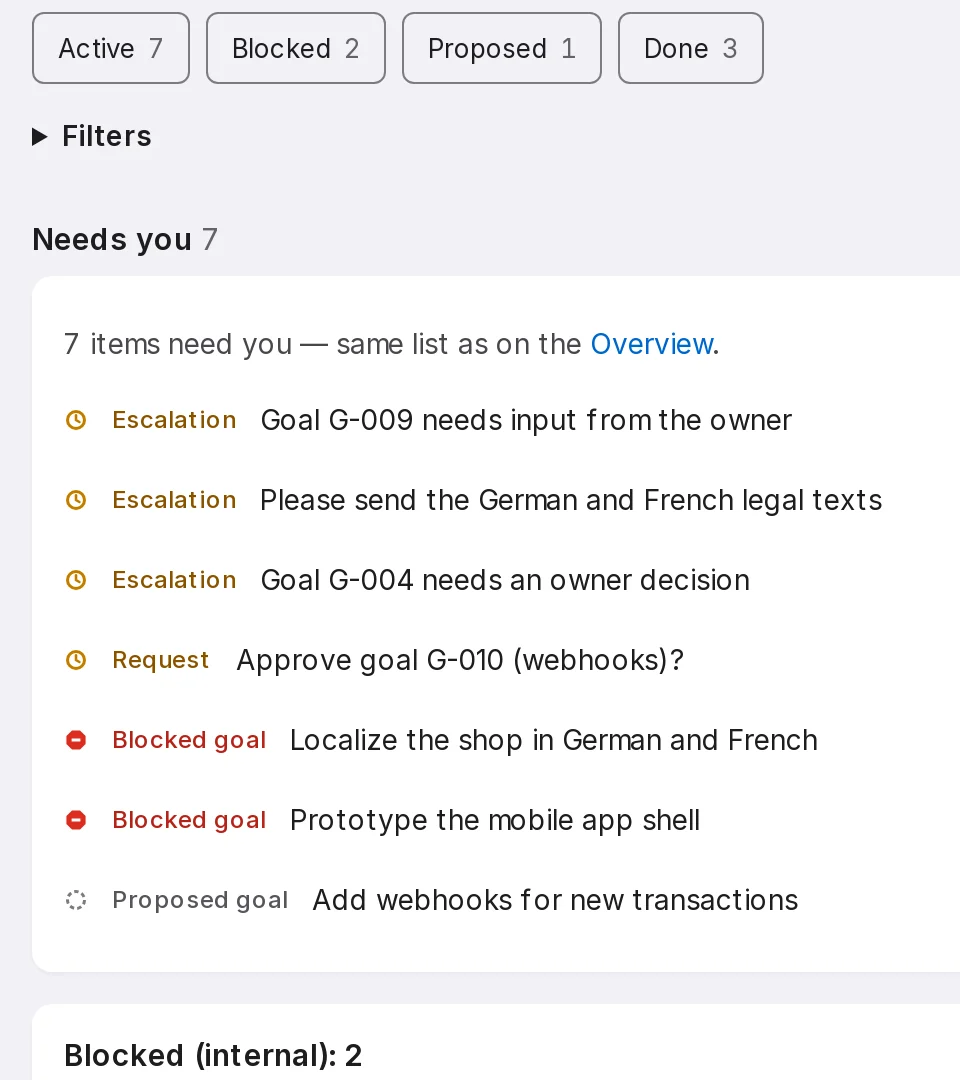 Active 7 Blocked 2 Proposed 1 Done 3
Filters
Needs you 7
7 items need you — same list as on the Overview.
Escalation Goal G-009 needs input from the owner
Escalation Please send the German and French legal texts
Escalation Goal G-004 needs an owner decision
Request Approve goal G-010 (webhooks)?
Blocked goal Localize the shop in German and French
Blocked goal Prototype the mobile app shell
Proposed goal Add webhooks for new transactions
Blocked (internal): 2